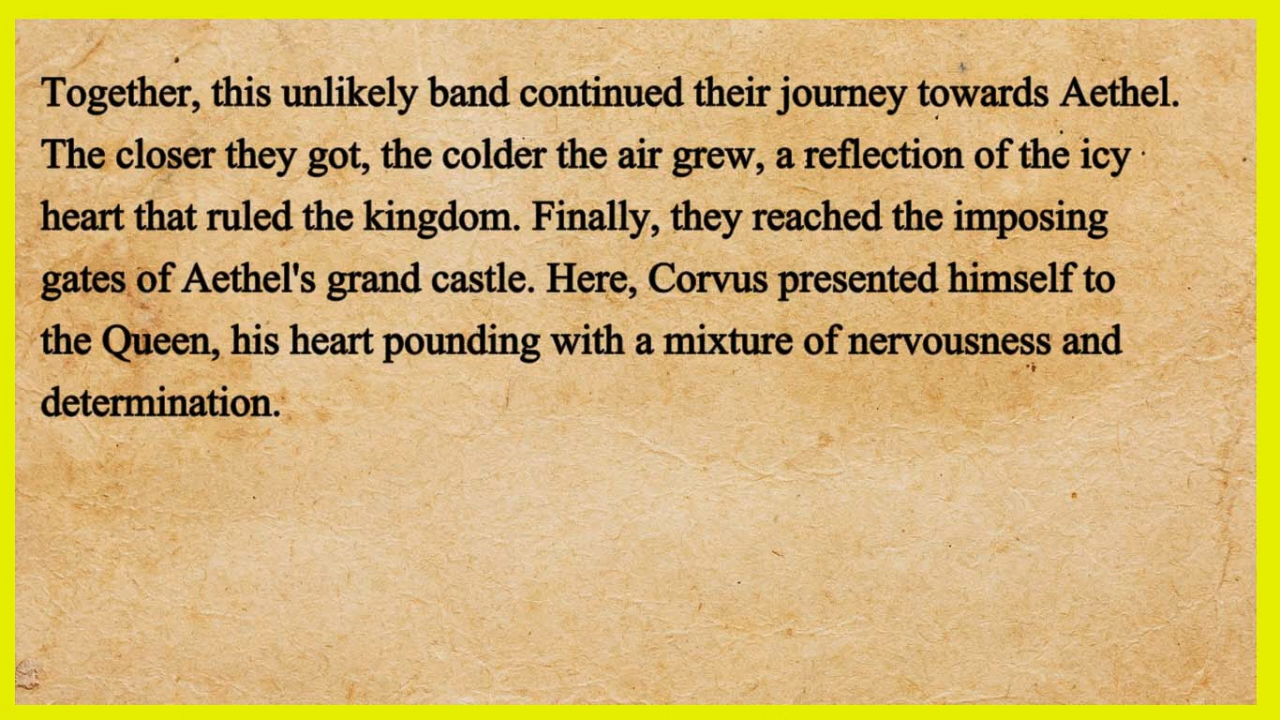 Together, this unlikely band continued their journey towards Aethel.
The closer they got, the colder the air grew, a reflection of the icy
heart that ruled the kingdom. Finally, they reached the imposing
gates of Aethel's grand castle. Here, Corvus presented himself to
the Queen, his heart pounding with a mixture of nervousness and
determination.